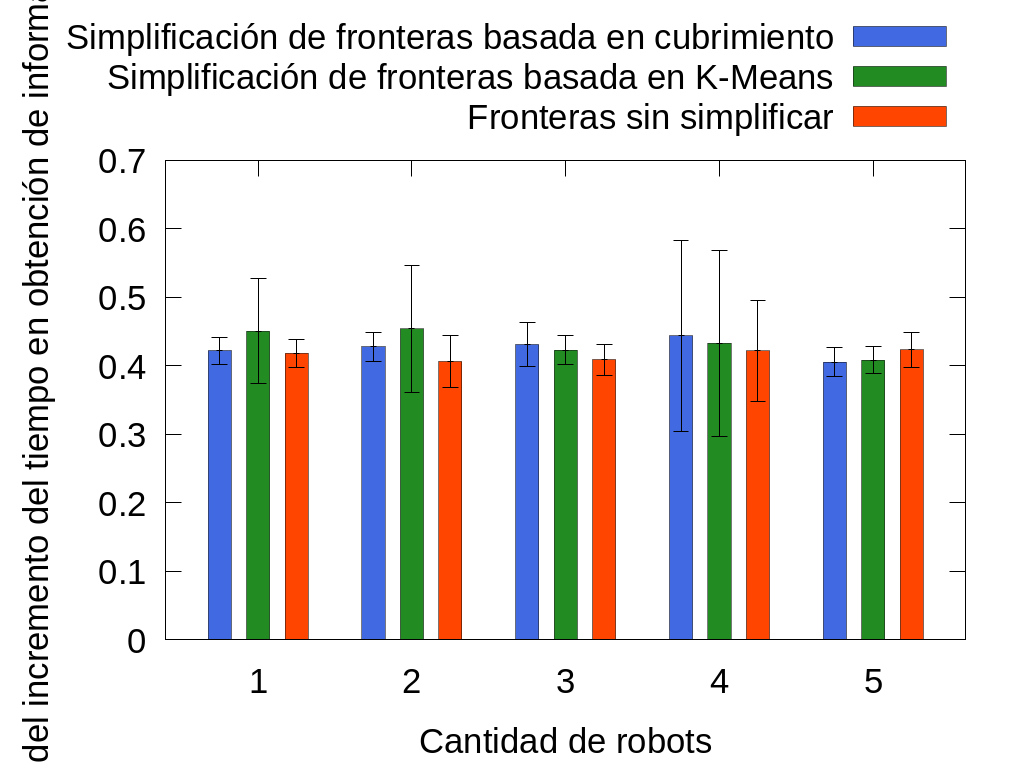 Simplificación de fronteras basada en cubrimiento
Simplificación de fronteras basada en K-Means
Fronteras sin simplificar
del incremento del tiempo en obtención de
0.7
0.6
0.5
0.4
0.3
0.2
0.1
0
1 2 3 4 5
Cantidad de robots